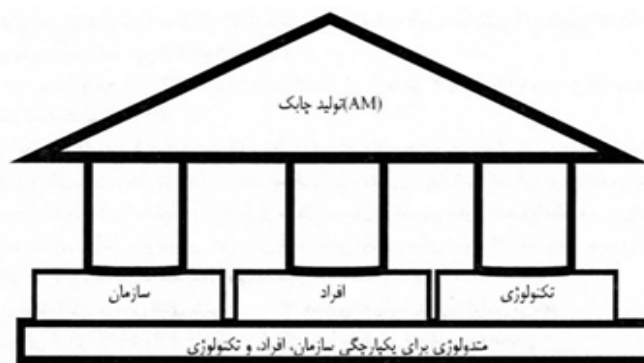 تولید چابک(AM)
تکنولوژی
افراد
سازمان
متدولوژی برای یکپارچگی سازمان، افراد، و تکنولوژی